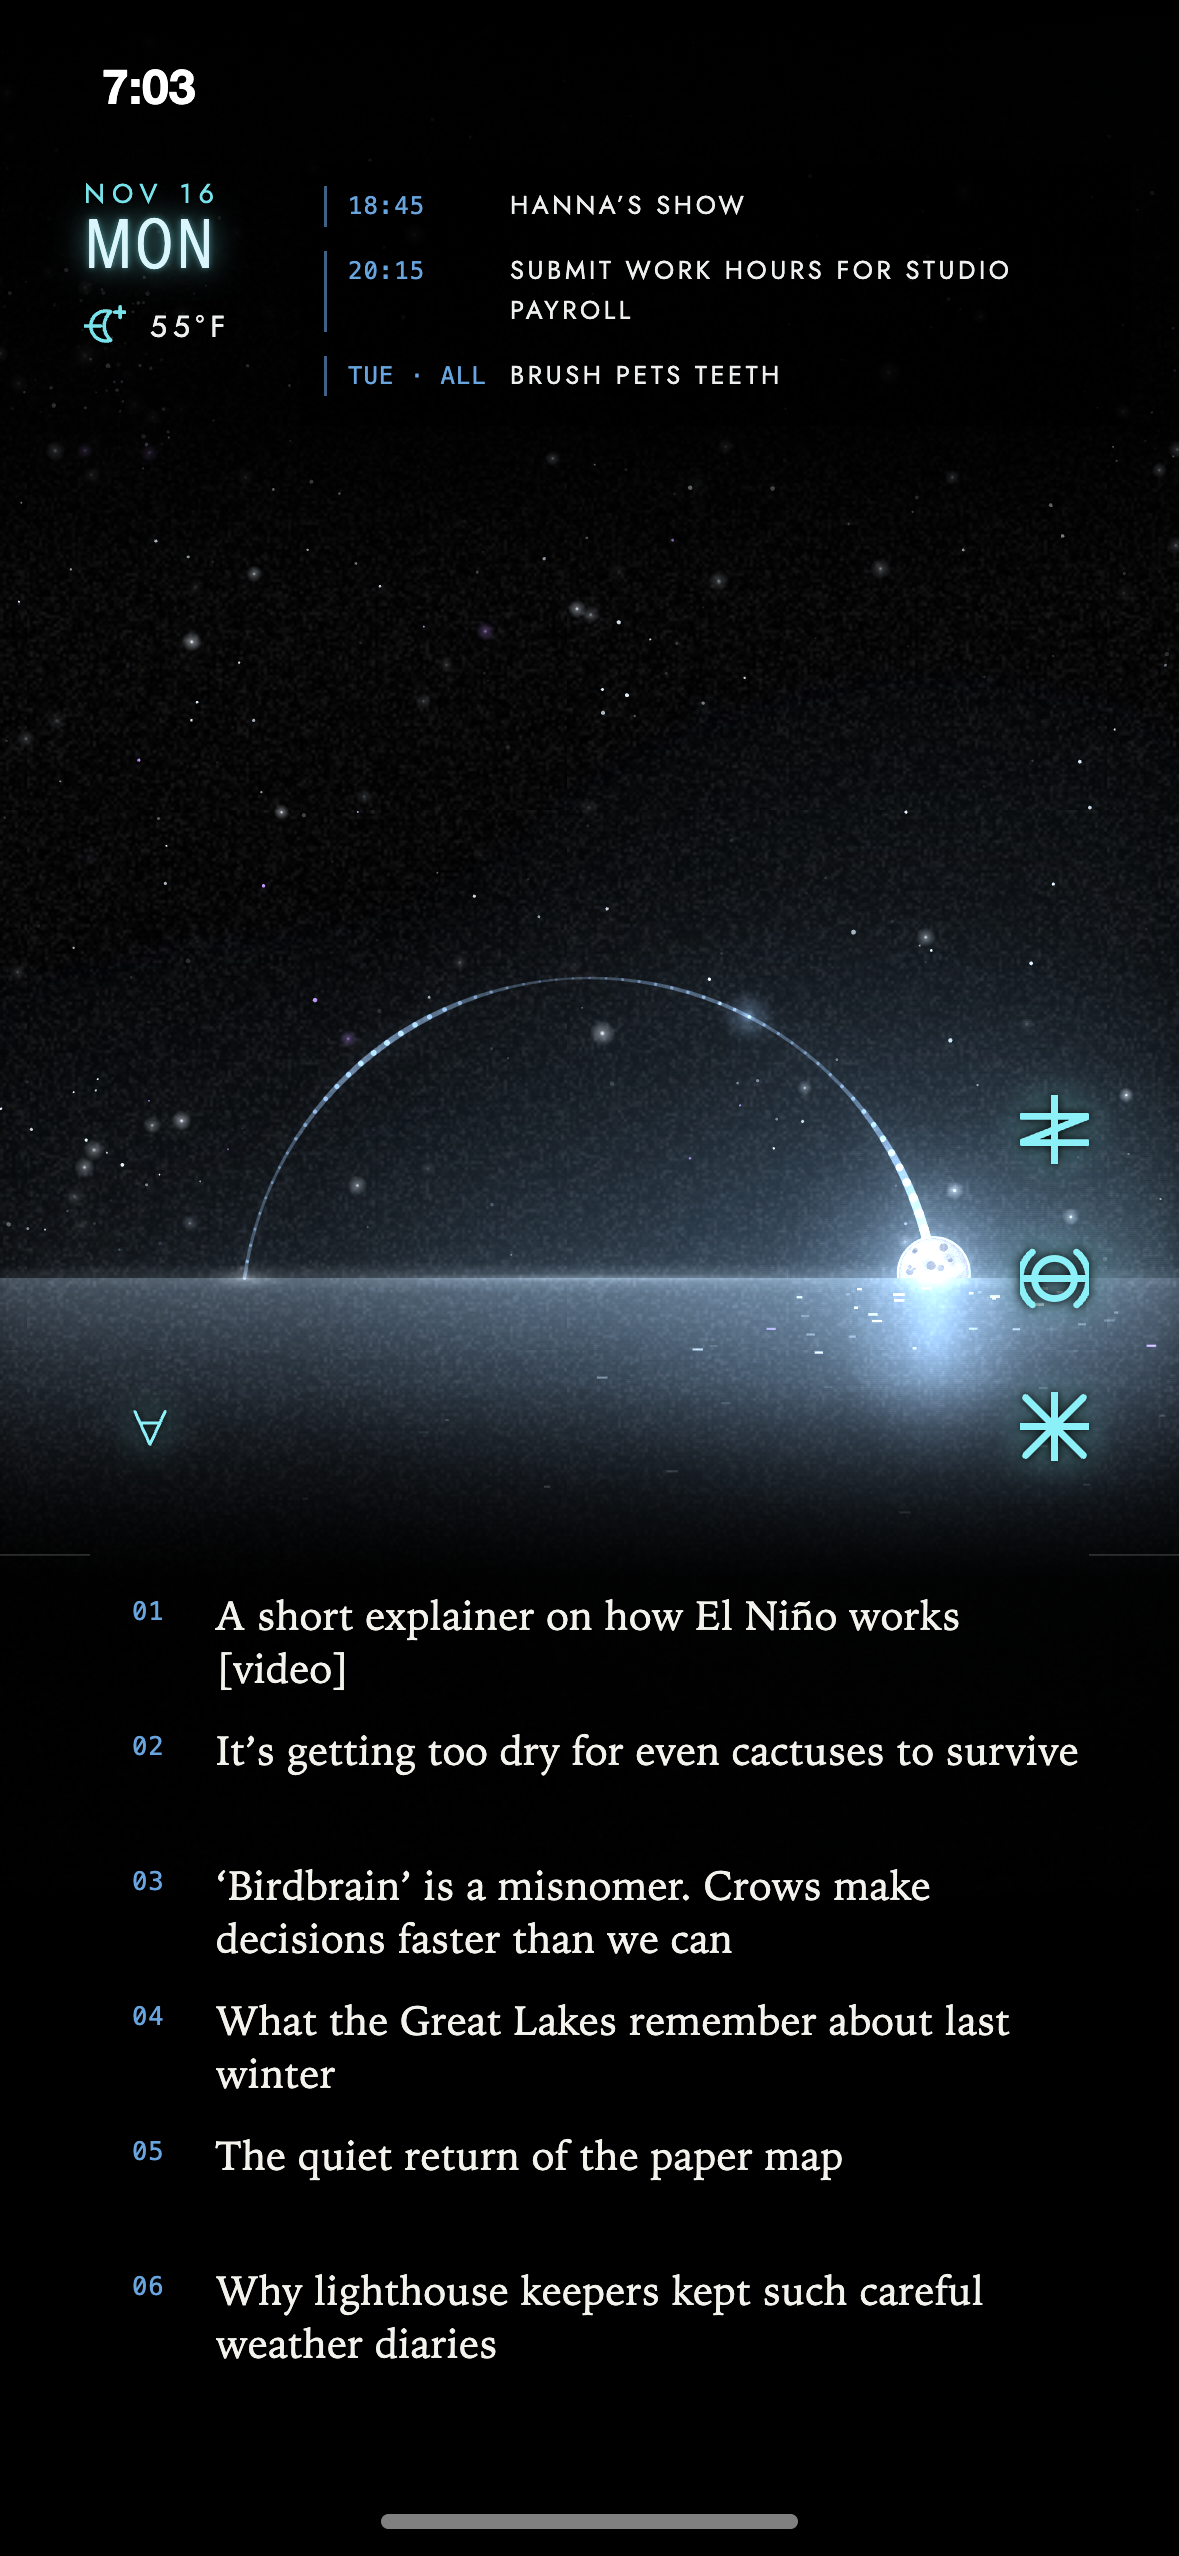 7:03
NOV 16
MON
55°F
18:45 HANNA’S SHOW
20:15 SUBMIT WORK HOURS FOR STUDIO
PAYROLL
TUE · ALL BRUSH PETS TEETH
∀
01 A short explainer on how El Niño works
[video]
02 It’s getting too dry for even cactuses to survive
03 ‘Birdbrain’ is a misnomer. Crows make
decisions faster than we can
04 What the Great Lakes remember about last
winter
05 The quiet return of the paper map
06 Why lighthouse keepers kept such careful
weather diaries